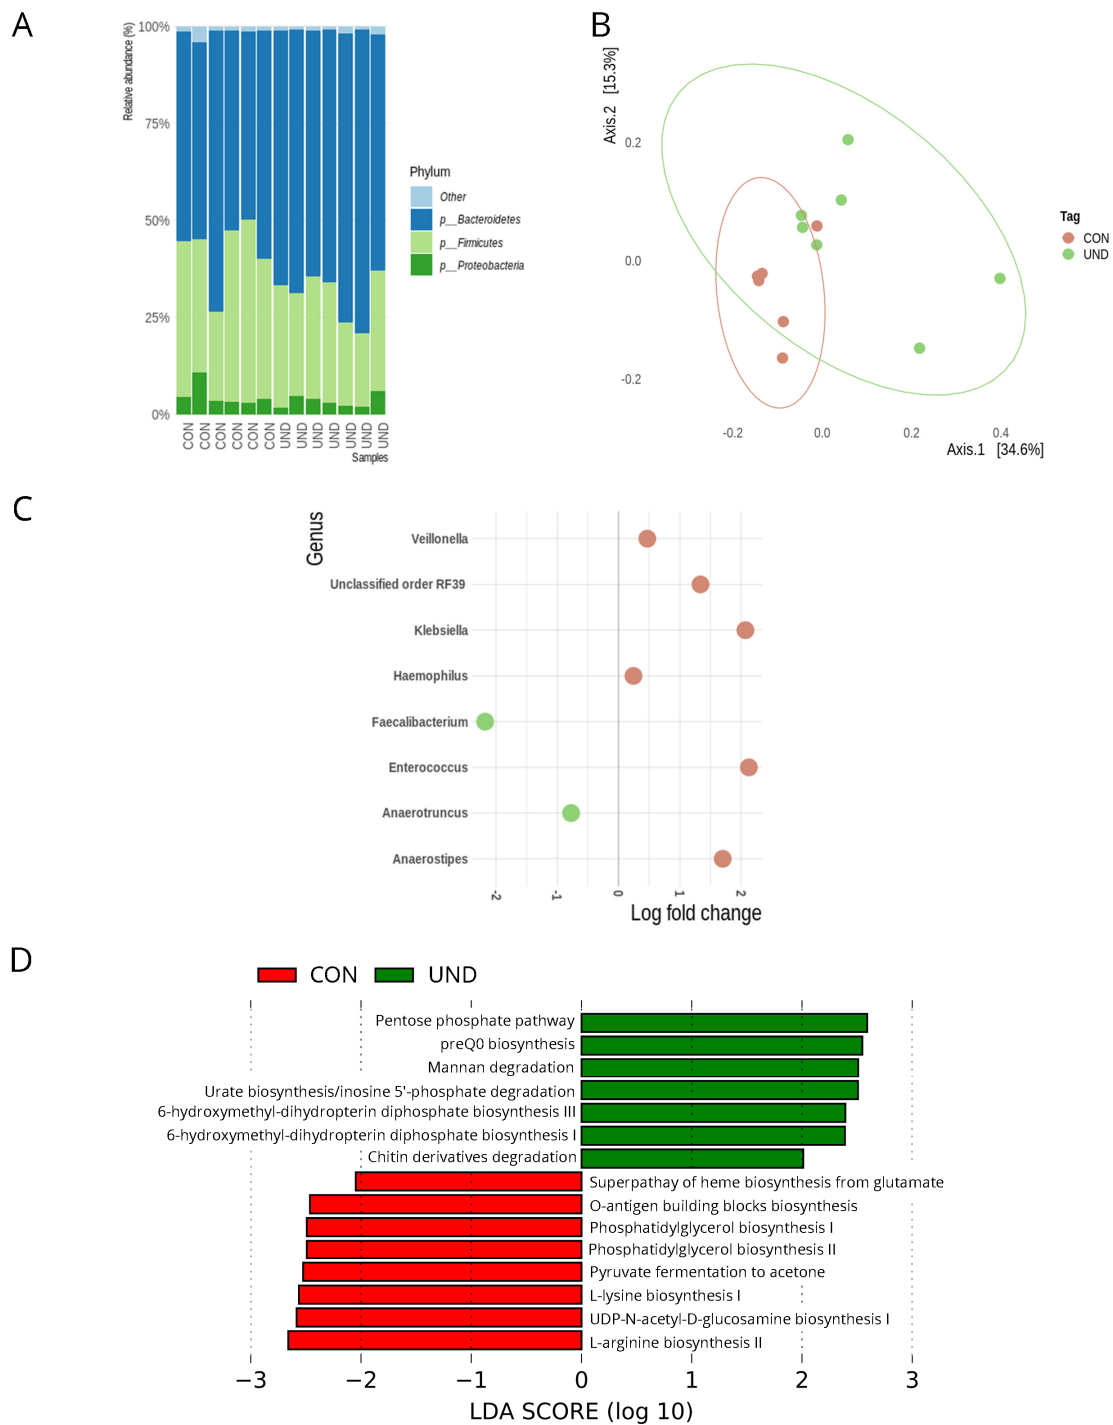 A
Relative abundance (%)
100%
75%
50%
25%
0%
CON
CON
CON
CON
CON
CON
UND
UND
UND
UND
UND
UND
UND
Samples
Phylum
Other
p__Bacteroidetes
p__Firmicutes
p__Proteobacteria
B
Axis.2 [15.3%]
0.2
0.0
-0.2
-0.2
0.0
0.2
0.4
Axis.1 [34.6%]
Tag
CON
UND
C
Genus
Veillonella
Unclassified order RF39
Klebsiella
Haemophilus
Faecalibacterium
Enterococcus
Anaerotruncus
Anaerostipes
-2
-1
0
1
2
Log fold change
D
CON
UND
Pentose phosphate pathway
preQ0 biosynthesis
Mannan degradation
Urate biosynthesis/inosine 5'-phosphate degradation
6-hydroxymethyl-dihydropterin diphosphate biosynthesis III
6-hydroxymethyl-dihydropterin diphosphate biosynthesis I
Chitin derivatives degradation
Superpathay of heme biosynthesis from glutamate
O-antigen building blocks biosynthesis
Phosphatidylglycerol biosynthesis I
Phosphatidylglycerol biosynthesis II
Pyruvate fermentation to acetone
L-lysine biosynthesis I
UDP-N-acetyl-D-glucosamine biosynthesis I
L-arginine biosynthesis II
−3
−2
−1
0
1
2
3
LDA SCORE (log 10)